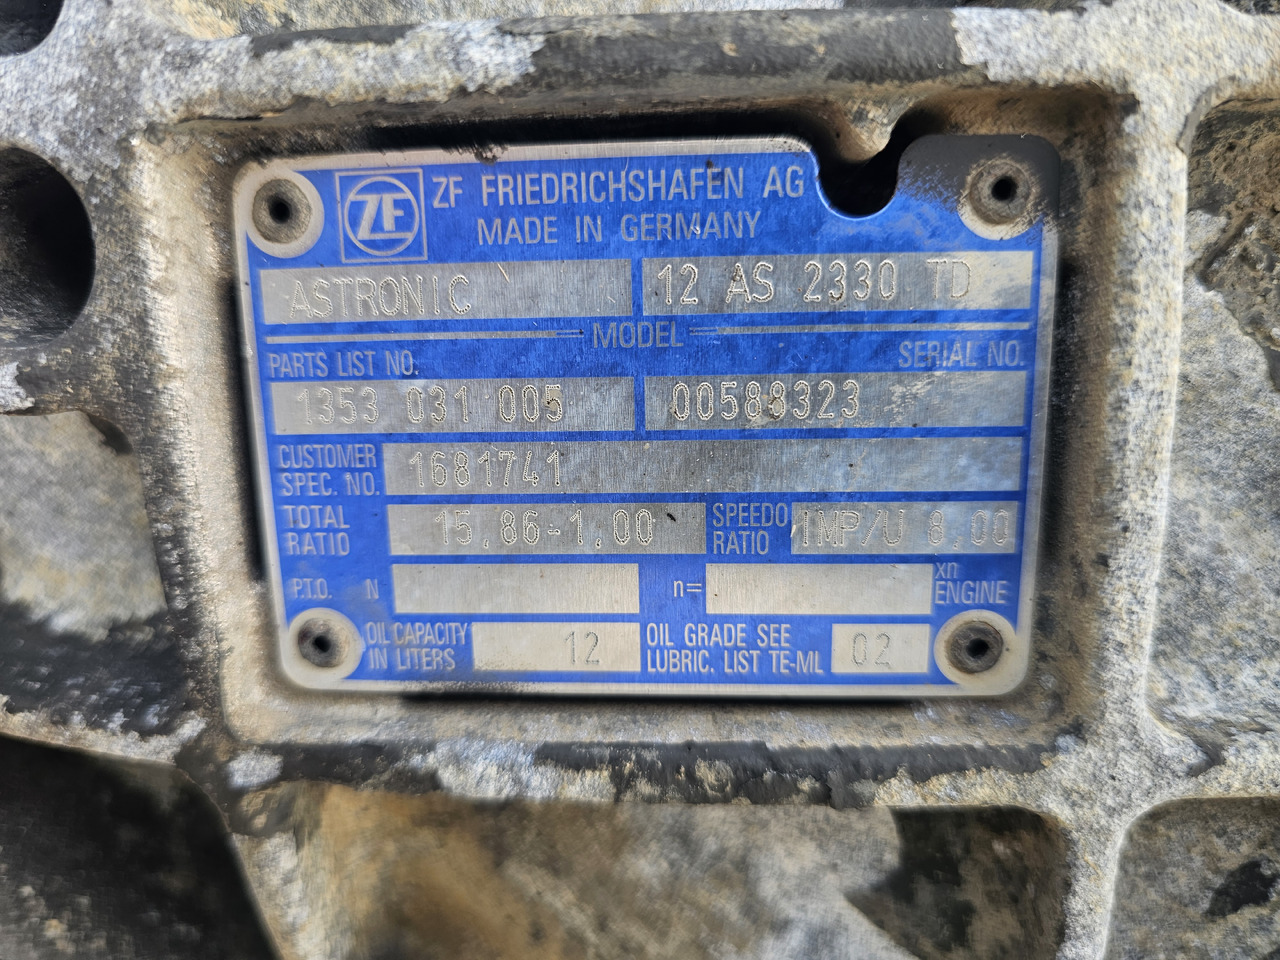 ZF ZF FRIEDRICHSHAFEN AG
MADE IN GERMANY
ASTRONIC 12 AS 2330 TD
MODEL
PARTS LIST NO. SERIAL NO.
1353 031 005 00588323
CUSTOMER SPEC. NO. 1681741
TOTAL RATIO 15,86-1,00 SPEEDO RATIO IMP/U 8,00
P.T.O. N n= xn ENGINE
OIL CAPACITY IN LITERS 12 OIL GRADE SEE LUBRIC. LIST TE-ML 02